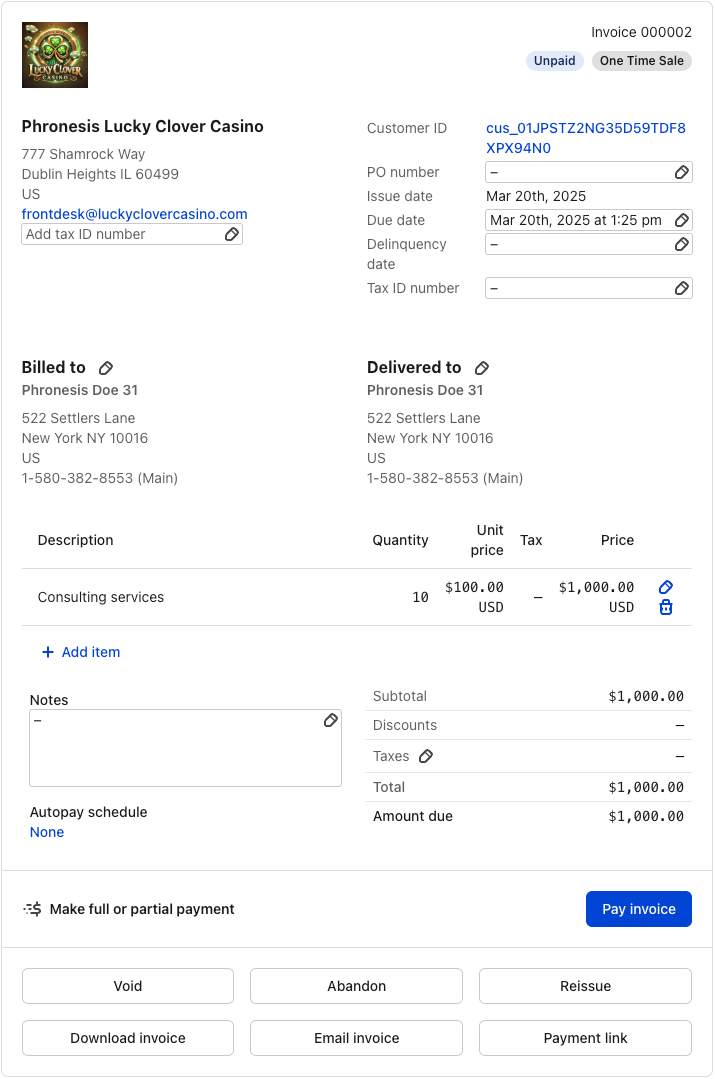 LUCKY CLOVER
CASINO
Invoice 000002
Unpaid
One Time Sale
Phronesis Lucky Clover Casino
777 Shamrock Way
Dublin Heights IL 60499
US
frontdesk@luckyclovercasino.com
Add tax ID number
Customer ID
cus_01JPSTZ2NG35D59TDF8
XPX94N0
PO number
–
Issue date
Mar 20th, 2025
Due date
Mar 20th, 2025 at 1:25 pm
Delinquency
date
–
Tax ID number
–
Billed to
Phronesis Doe 31
522 Settlers Lane
New York NY 10016
US
1-580-382-8553 (Main)
Delivered to
Phronesis Doe 31
522 Settlers Lane
New York NY 10016
US
1-580-382-8553 (Main)
Description
Quantity
Unit
price
Tax
Price
Consulting services
10
$100.00
USD
–
$1,000.00
USD
+ Add item
Notes
–
Autopay schedule
None
Subtotal
$1,000.00
Discounts
–
Taxes
–
Total
$1,000.00
Amount due
$1,000.00
Make full or partial payment
Pay invoice
Void
Abandon
Reissue
Download invoice
Email invoice
Payment link